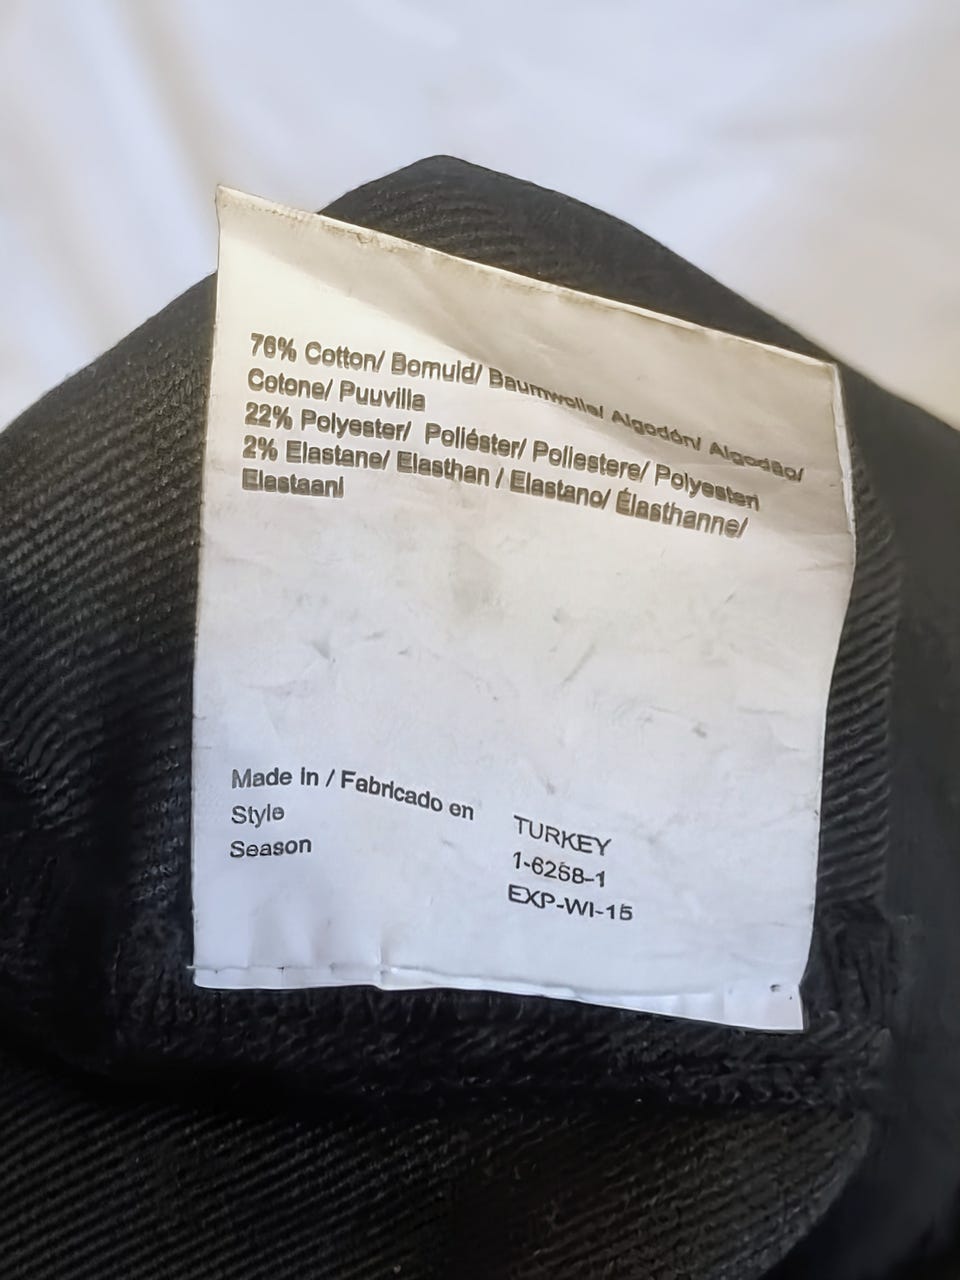 76% Cotton/ Bomuld/ Baumwolle/ Algodón/ Algodão/
Cotone/ Puuvilla
22% Polyester/ Poliéster/ Poliestere/ Polyesteri
2% Elastane/ Elasthan / Elastano/ Élasthanne/
Elastaani
Made in / Fabricado en TURKEY
Style 1-6258-1
Season EXP-WI-15